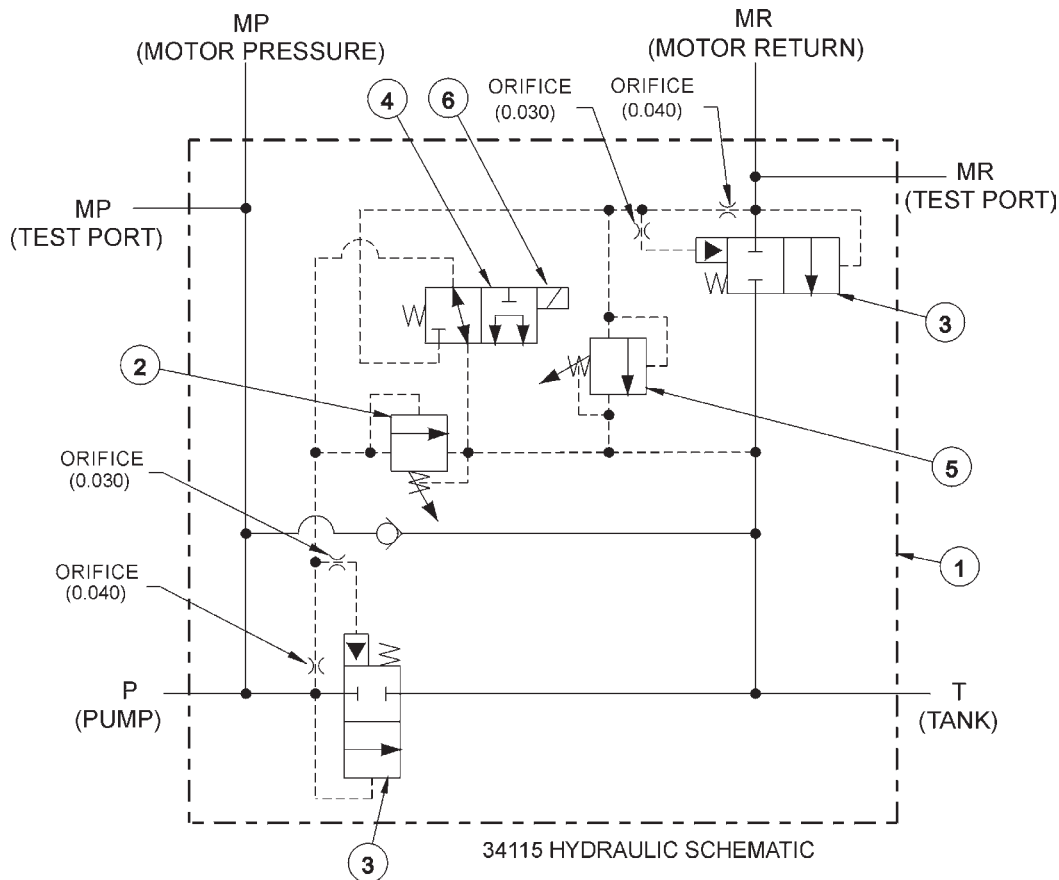 MP
(MOTOR PRESSURE)
MR
(MOTOR RETURN)
4
6
ORIFICE
(0.030)
ORIFICE
(0.040)
MP
(TEST PORT)
MR
(TEST PORT)
3
2
5
ORIFICE
(0.030)
ORIFICE
(0.040)
1
P
(PUMP)
T
(TANK)
3
34115 HYDRAULIC SCHEMATIC